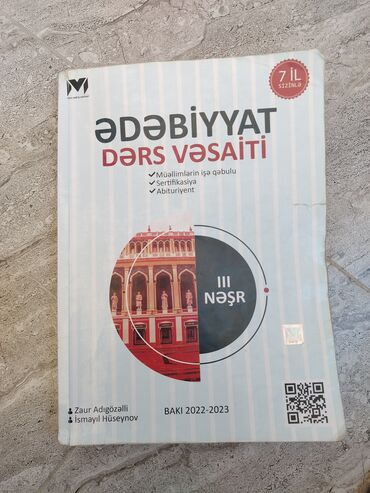 7 İL
SİZİNLƏ
ƏDƏBİYYAT
DƏRS VƏSAİTİ
Müəllimlərin işə qəbulu
Sertifikasiya
Abituriyent
III
NƏŞR
Zaur Adıgözəlli
İsmayıl Hüseynov
BAKI 2022-2023